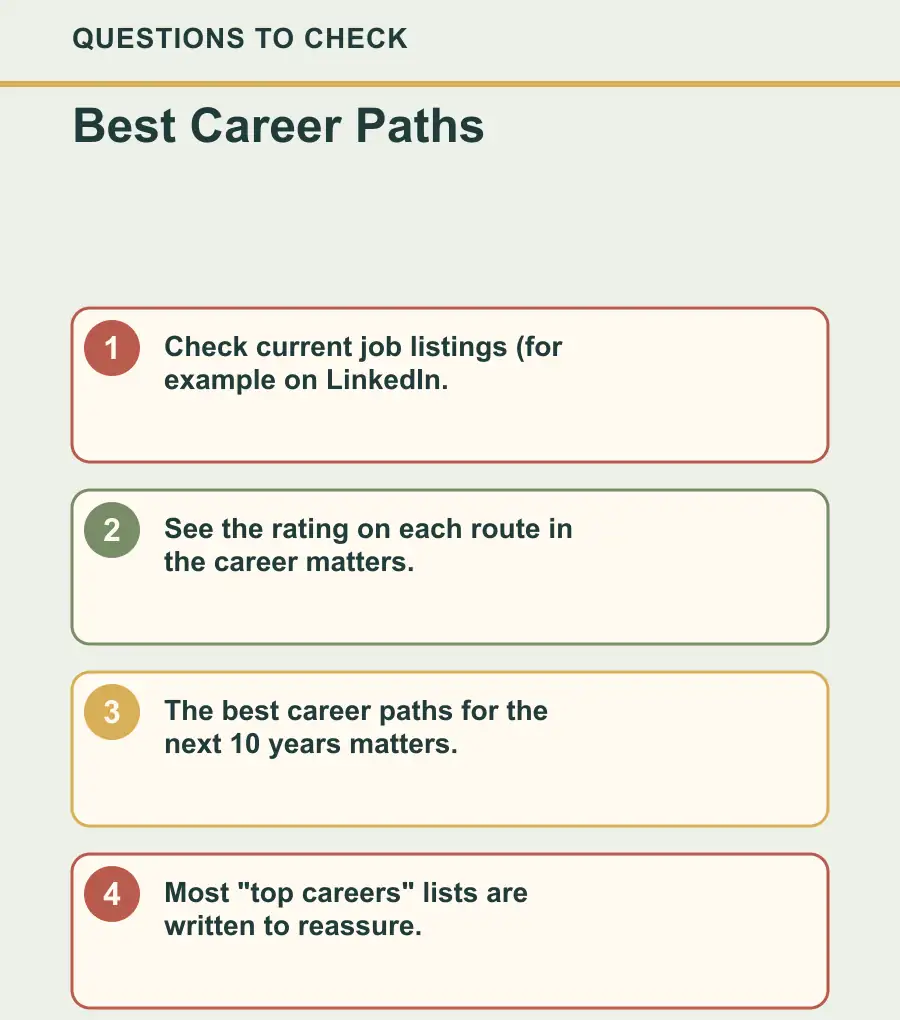 QUESTIONS TO CHECK
Best Career Paths
1
Check current job listings (for
example on LinkedIn.
2
See the rating on each route in
the career matters.
3
The best career paths for the
next 10 years matters.
4
Most "top careers" lists are
written to reassure.